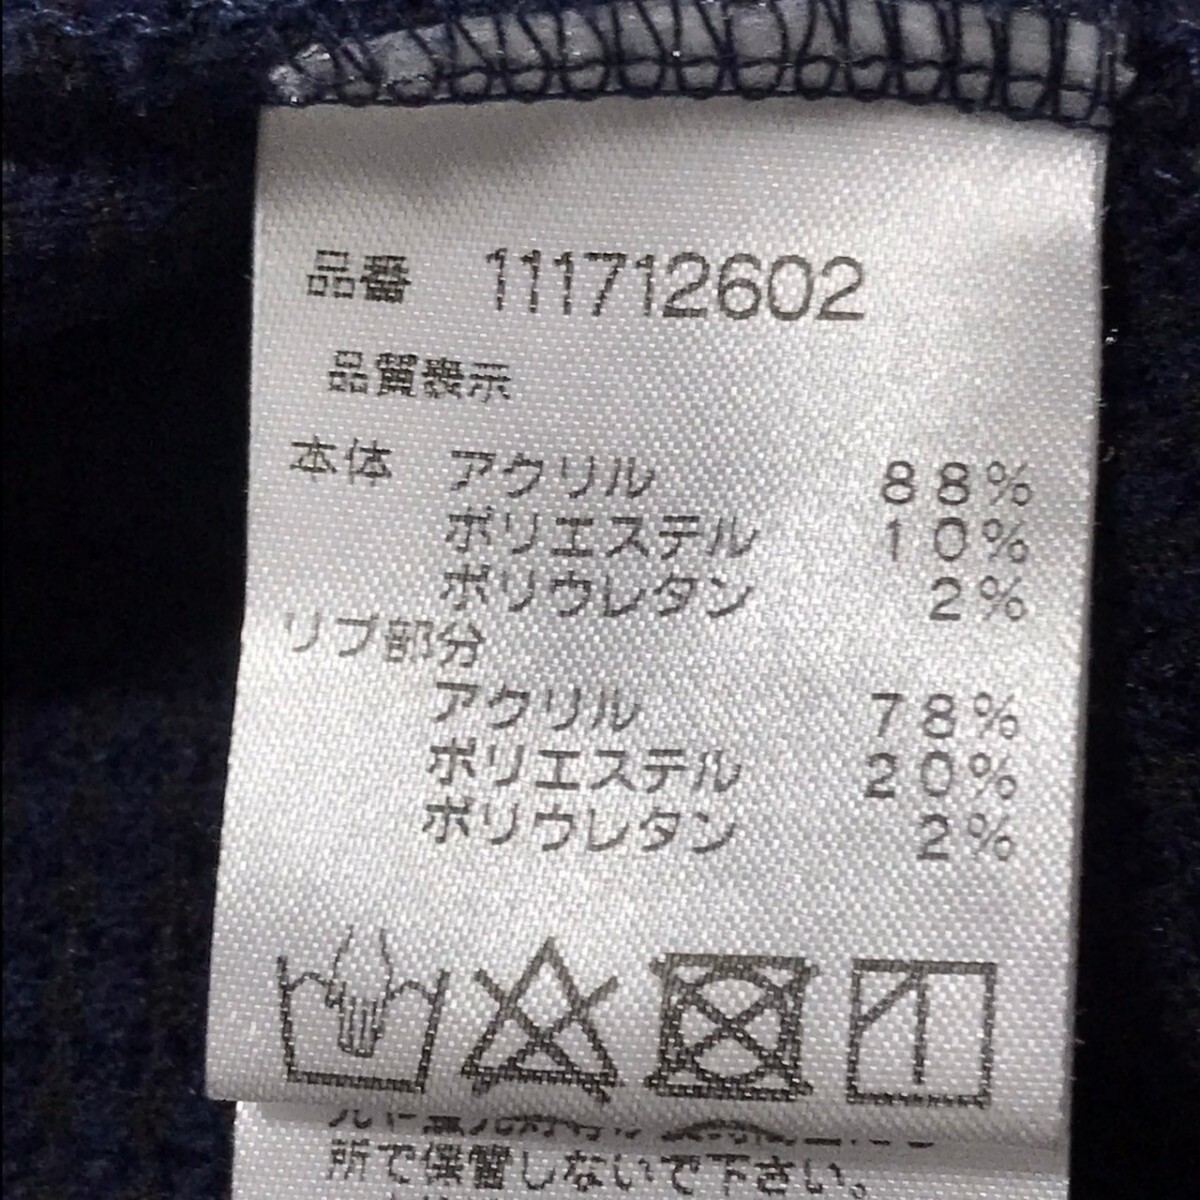 品番 111712602
品質表示
本体 アクリル 88%
ポリエステル 10%
ポリウレタン 2%
リブ部分
アクリル 78%
ポリエステル 20%
ポリウレタン 2%
所で保管しないで下さい。